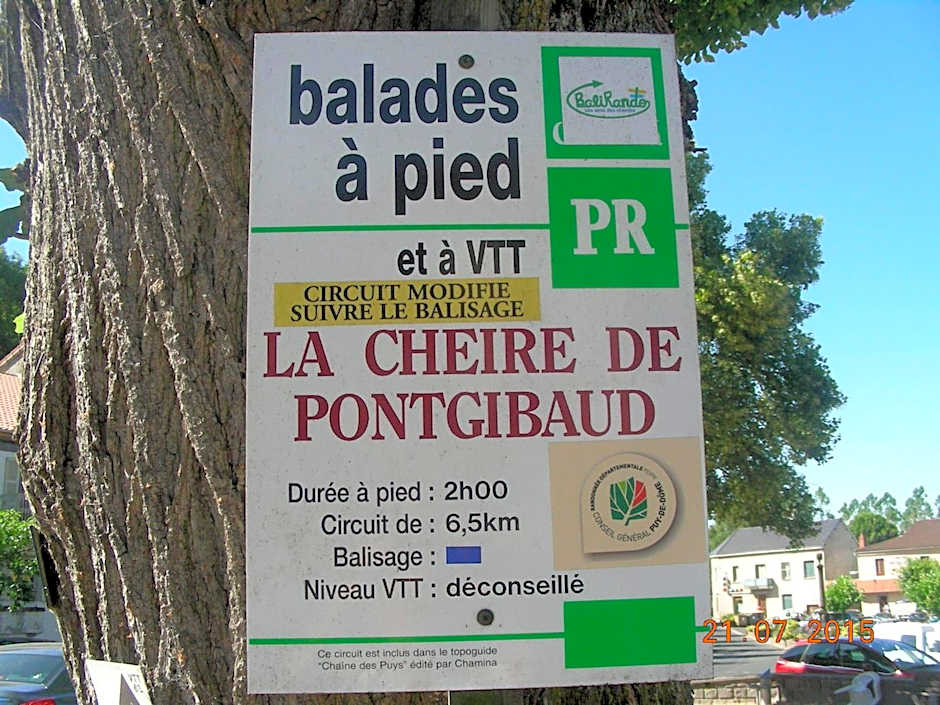 balades
à pied
BaliRando
PR
et à VTT
CIRCUIT MODIFIE
SUIVRE LE BALISAGE
LA CHEIRE DE
PONTGIBAUD
RANDONNÉE DÉPARTEMENTALE
CONSEIL GÉNÉRAL PUY-DE-DÔME
Durée à pied : 2h00
Circuit de : 6,5km
Balisage :
Niveau VTT : déconseillé
Ce circuit est inclus dans le topoguide
"Chaîne des Puys" édité par Chamina
21 07 2015